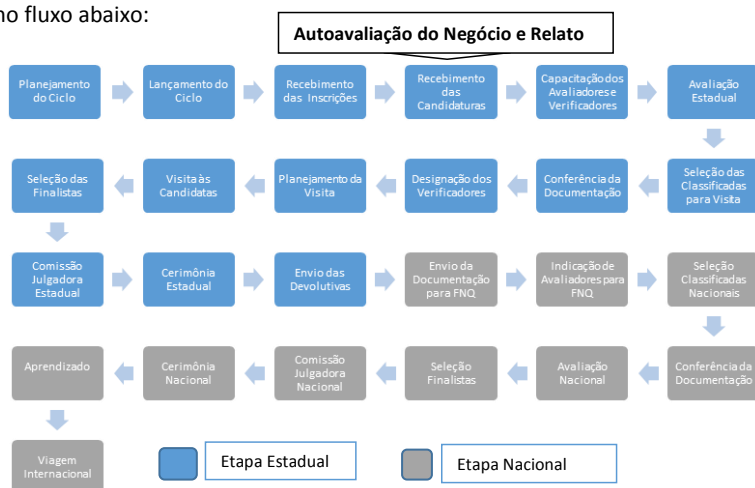 no fluxo abaixo:
Autoavaliação do Negócio e Relato
Planejamento
do Ciclo
Lançamento do
Ciclo
Recebimento
das Inscrições
Recebimento
das
Candidaturas
Capacitação dos
Avaliadores e
Verificadores
Avaliação
Estadual
Seleção das
Finalistas
Visita às
Candidatas
Planejamento da
Visita
Designação dos
Verificadores
Conferência da
Documentação
Seleção das
Classificadas
para Visita
Comissão
Julgadora
Estadual
Cerimônia
Estadual
Envio das
Devolutivas
Envio da
Documentação
para FNQ
Indicação de
Avaliadores para
FNQ
Seleção
Classificadas
Nacionais
Aprendizado
Cerimônia
Nacional
Comissão
Julgadora
Nacional
Seleção
Finalistas
Avaliação
Nacional
Conferência da
Documentação
Viagem
Internacional
Etapa Estadual
Etapa Nacional